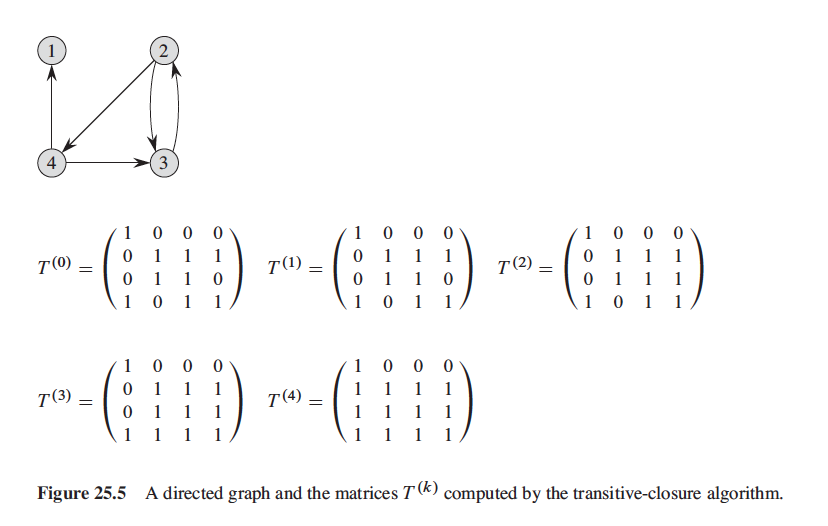 1 2
4 3
T(0) = ( 1 0 0 0 T(1) = ( 1 0 0 0 T(2) = ( 1 0 0 0
0 1 1 1 0 1 1 1 0 1 1 1
0 1 1 0 0 1 1 0 0 1 1 1
1 0 1 1 ) 1 0 1 1 ) 1 0 1 1 )
T(3) = ( 1 0 0 0 T(4) = ( 1 0 0 0
0 1 1 1 1 1 1 1
0 1 1 1 1 1 1 1
1 1 1 1 ) 1 1 1 1 )
Figure 25.5 A directed graph and the matrices T(k) computed by the transitive-closure algorithm.